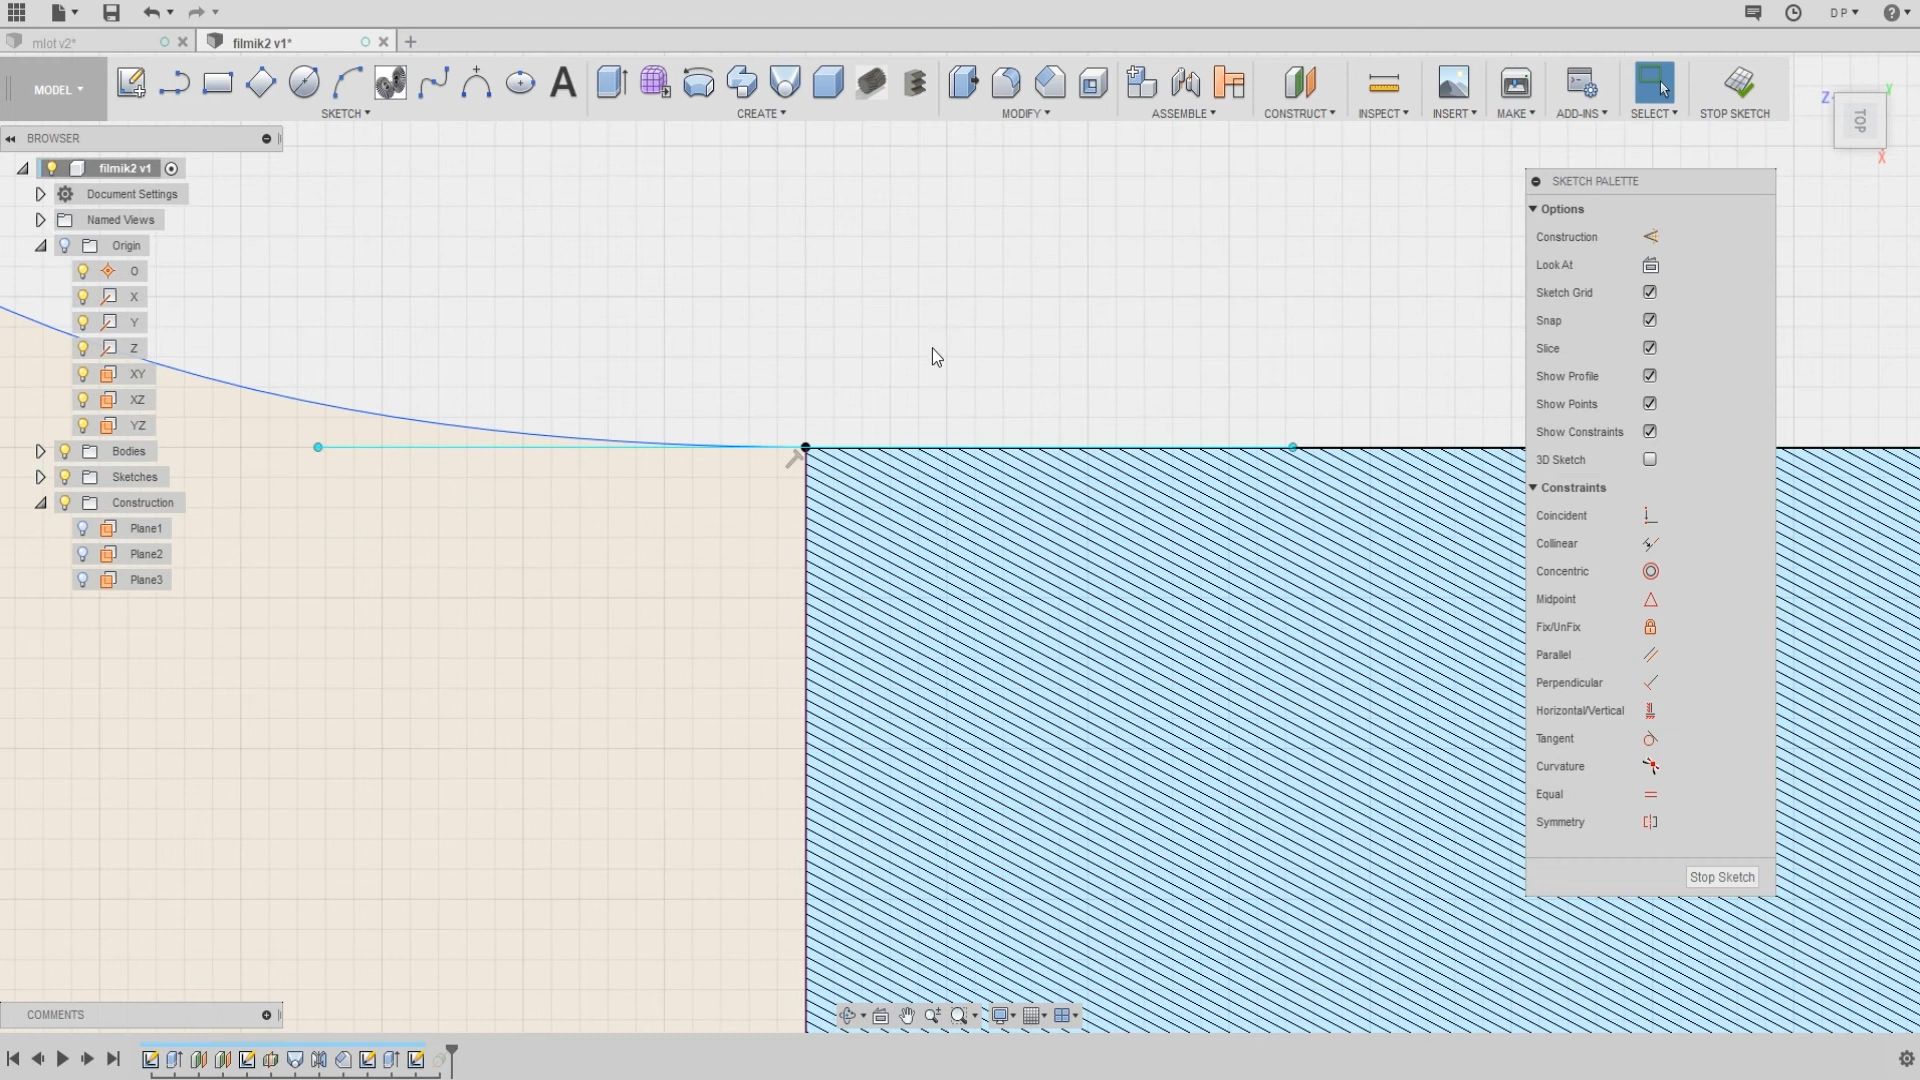 DP
mlot v2*
filmik2 v1*
MODEL
SKETCH
CREATE
MODIFY
ASSEMBLE
CONSTRUCT
INSPECT
INSERT
MAKE
ADD-INS
SELECT
STOP SKETCH
Z
Y
TOP
X
BROWSER
filmik2 v1
Document Settings
Named Views
Origin
O
X
Y
Z
XY
XZ
YZ
Bodies
Sketches
Construction
Plane1
Plane2
Plane3
SKETCH PALETTE
Options
Construction
Look At
Sketch Grid
Snap
Slice
Show Profile
Show Points
Show Constraints
3D Sketch
Constraints
Coincident
Collinear
Concentric
Midpoint
Fix/UnFix
Parallel
Perpendicular
Horizontal/Vertical
Tangent
Curvature
Equal
Symmetry
Stop Sketch
COMMENTS